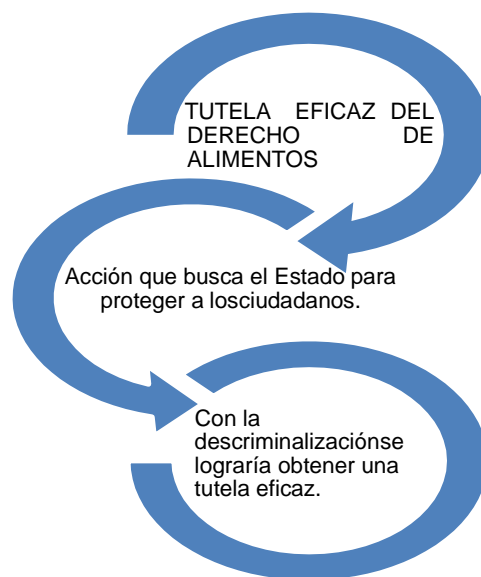 TUTELA EFICAZ DEL
DERECHO DE
ALIMENTOS
Acción que busca el Estado para
proteger a losciudadanos.
Con la
descriminalizaciónse
lograría obtener una
tutela eficaz.